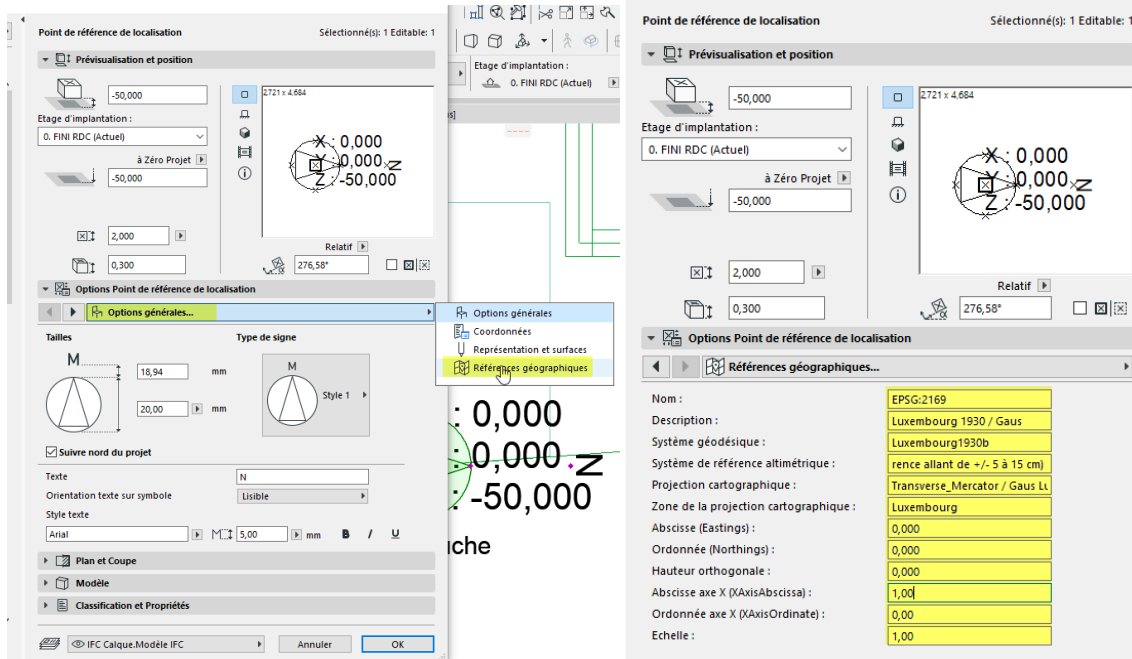 Point de référence de localisation
Sélectionné(s): 1 Editable: 1
Prévisualisation et position
-50,000
Etage d'implantation :
0. FINI RDC (Actuel)
à Zéro Projet
-50,000
2,000
0,300
2,721 x 4,684
X : 0,000
Y : 0,000
Z : -50,000
N
Relatif
276,58°
Options Point de référence de localisation
Options générales...
Tailles
Type de signe
M
18,94 mm
20,00 mm
M
Style 1
Suivre nord du projet
Texte
N
Orientation texte sur symbole
Lisible
Style texte
Arial
M
5,00 mm
B I U
Plan et Coupe
Modèle
Classification et Propriétés
IFC Calque.Modèle IFC
Annuler
OK
Etage d'implantation :
0. FINI RDC (Actuel)
Options générales
Coordonnées
Représentation et surfaces
Références géographiques
: 0,000
: 0,000
N
: -50,000
uche
Point de référence de localisation
Sélectionné(s): 1 Editable: 1
Prévisualisation et position
-50,000
Etage d'implantation :
0. FINI RDC (Actuel)
à Zéro Projet
-50,000
2,000
0,300
2,721 x 4,684
X : 0,000
Y : 0,000
Z : -50,000
N
Relatif
276,58°
Options Point de référence de localisation
Références géographiques...
Nom : EPSG:2169
Description : Luxembourg 1930 / Gaus
Système géodésique : Luxembourg1930b
Système de référence altimétrique : rence allant de +/- 5 à 15 cm)
Projection cartographique : Transverse_Mercator / Gaus Lu
Zone de la projection cartographique : Luxembourg
Abscisse (Eastings) : 0,000
Ordonnée (Northings) : 0,000
Hauteur orthogonale : 0,000
Abscisse axe X (XAxisAbscissa) : 1,00
Ordonnée axe X (XAxisOrdinate) : 0,00
Echelle : 1,00